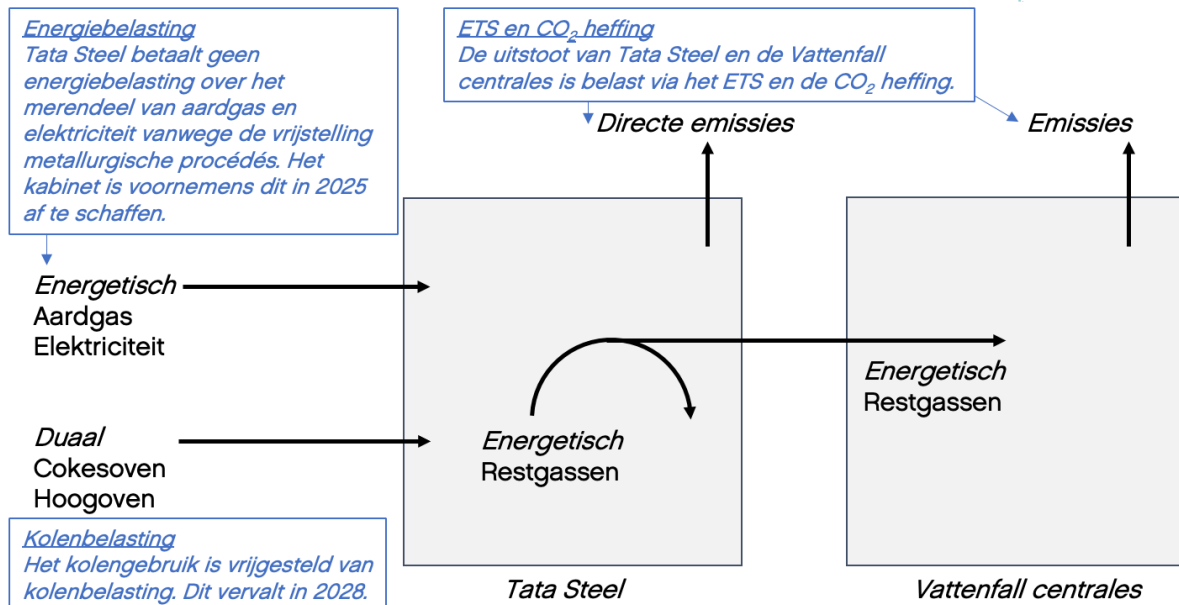 Energiebelasting
Tata Steel betaalt geen
energiebelasting over het
merendeel van aardgas en
elektriciteit vanwege de vrijstelling
metallurgische procédés. Het
kabinet is voornemens dit in 2025
af te schaffen.
ETS en CO₂ heffing
De uitstoot van Tata Steel en de Vattenfall
centrales is belast via het ETS en de CO₂ heffing.
Directe emissies
Emissies
Energetisch
Aardgas
Elektriciteit
Duaal
Cokesoven
Hoogoven
Energetisch
Restgassen
Energetisch
Restgassen
Kolenbelasting
Het kolengebruik is vrijgesteld van
kolenbelasting. Dit vervalt in 2028.
Tata Steel
Vattenfall centrales